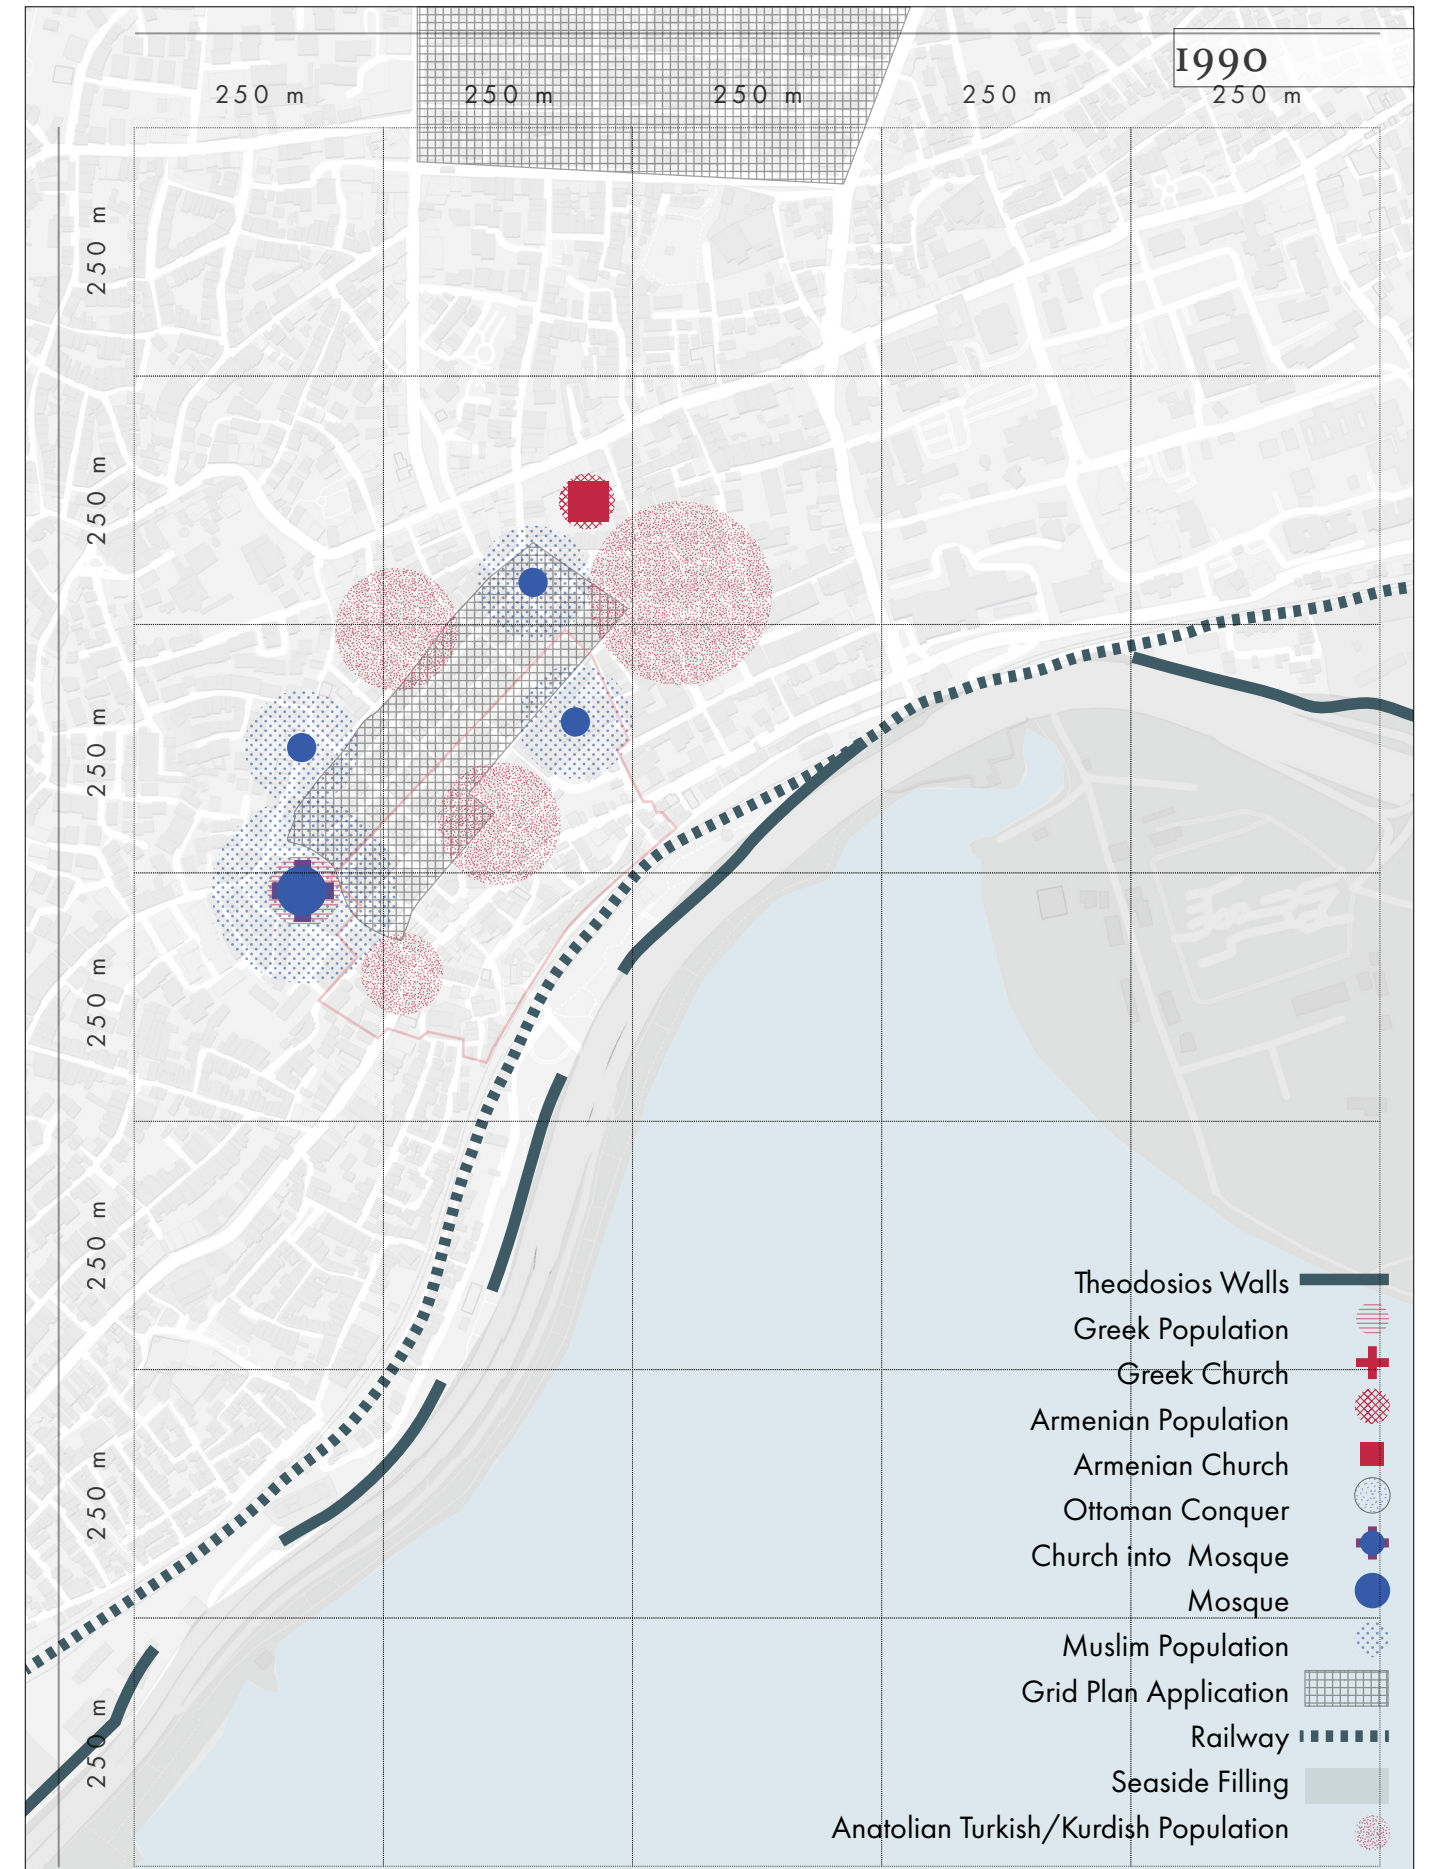 1990
250 m 250 m 250 m 250 m 250 m
250 m
250 m
250 m
250 m
250 m
250 m
250 m
Theodosios Walls
Greek Population
Greek Church
Armenian Population
Armenian Church
Ottoman Conquer
Church into Mosque
Mosque
Muslim Population
Grid Plan Application
Railway
Seaside Filling
Anatolian Turkish/Kurdish Population